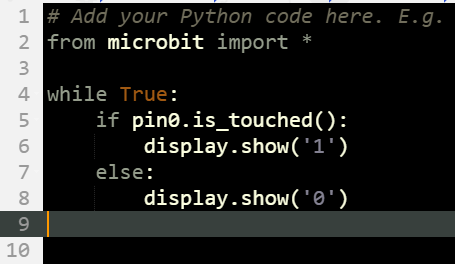 1 # Add your Python code here. E.g.
2 from microbit import *
3
4 while True:
5     if pin0.is_touched():
6         display.show('1')
7     else:
8         display.show('0')
9
10